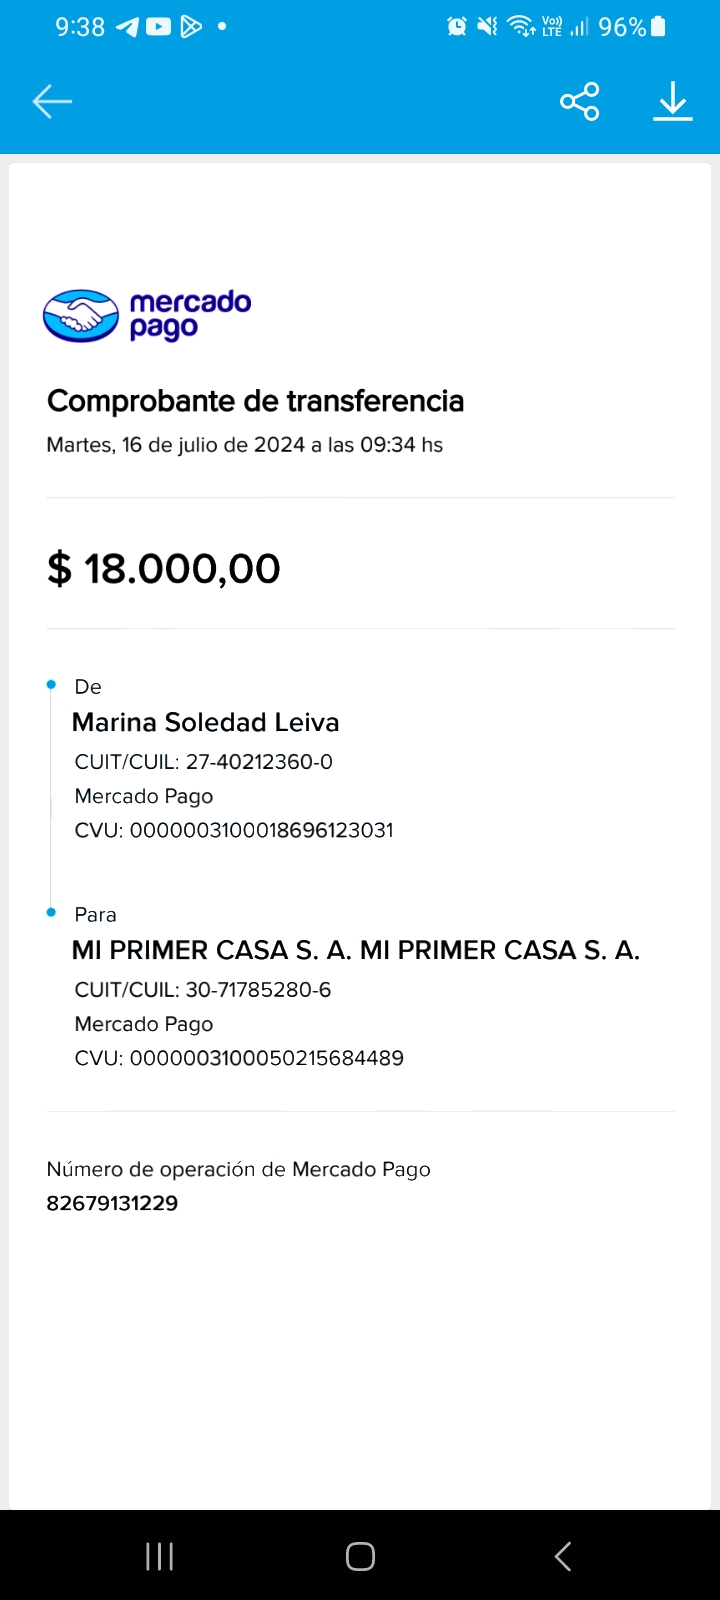 9:38 Vo)) LTE 96%
mercado
pago
Comprobante de transferencia
Martes, 16 de julio de 2024 a las 09:34 hs
$ 18.000,00
De
Marina Soledad Leiva
CUIT/CUIL: 27-40212360-0
Mercado Pago
CVU: 0000003100018696123031
Para
MI PRIMER CASA S. A. MI PRIMER CASA S. A.
CUIT/CUIL: 30-71785280-6
Mercado Pago
CVU: 0000003100050215684489
Número de operación de Mercado Pago
82679131229